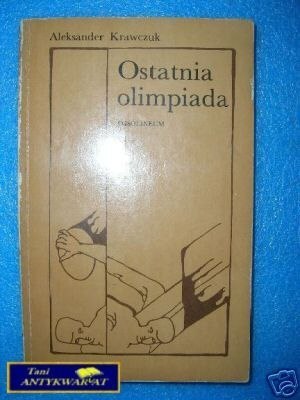 Aleksander Krawczuk
Ostatnia
olimpiada
OSSOLINEUM
Tani
ANTYKWARIAT